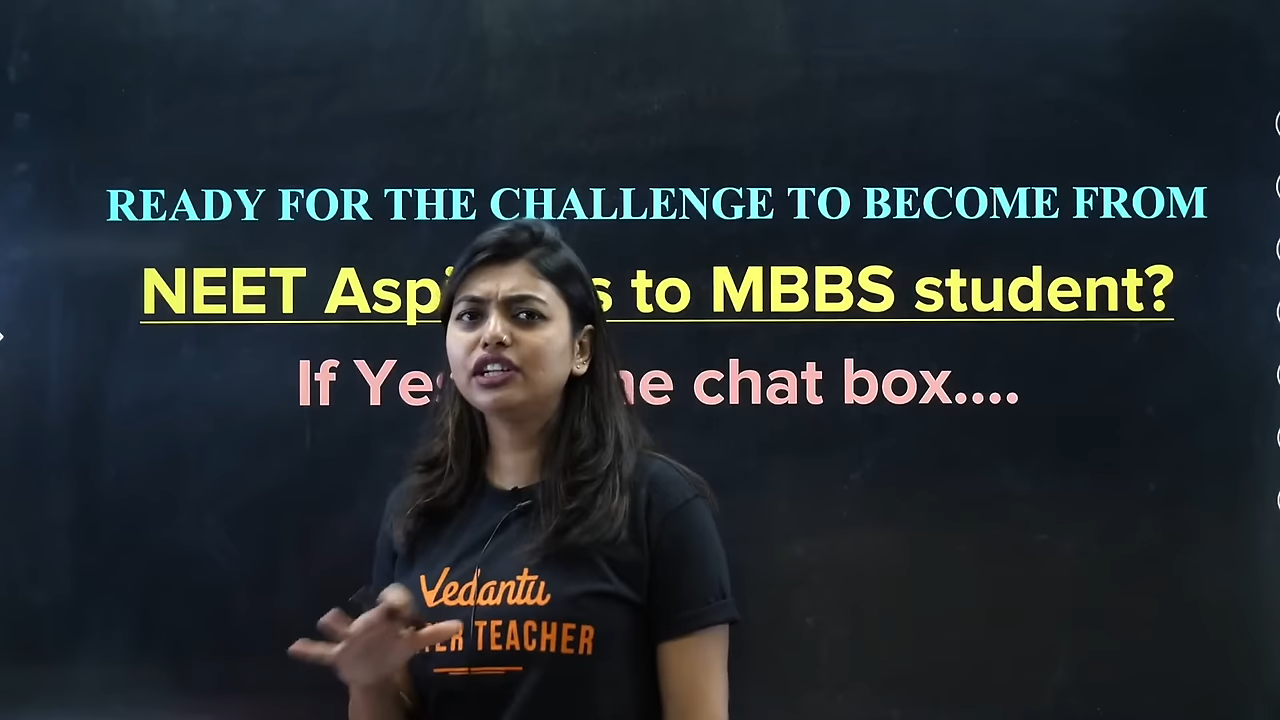 READY FOR THE CHALLENGE TO BECOME FROM
NEET s to MBBS student?
If chat box....
Vedantu
TEACHER